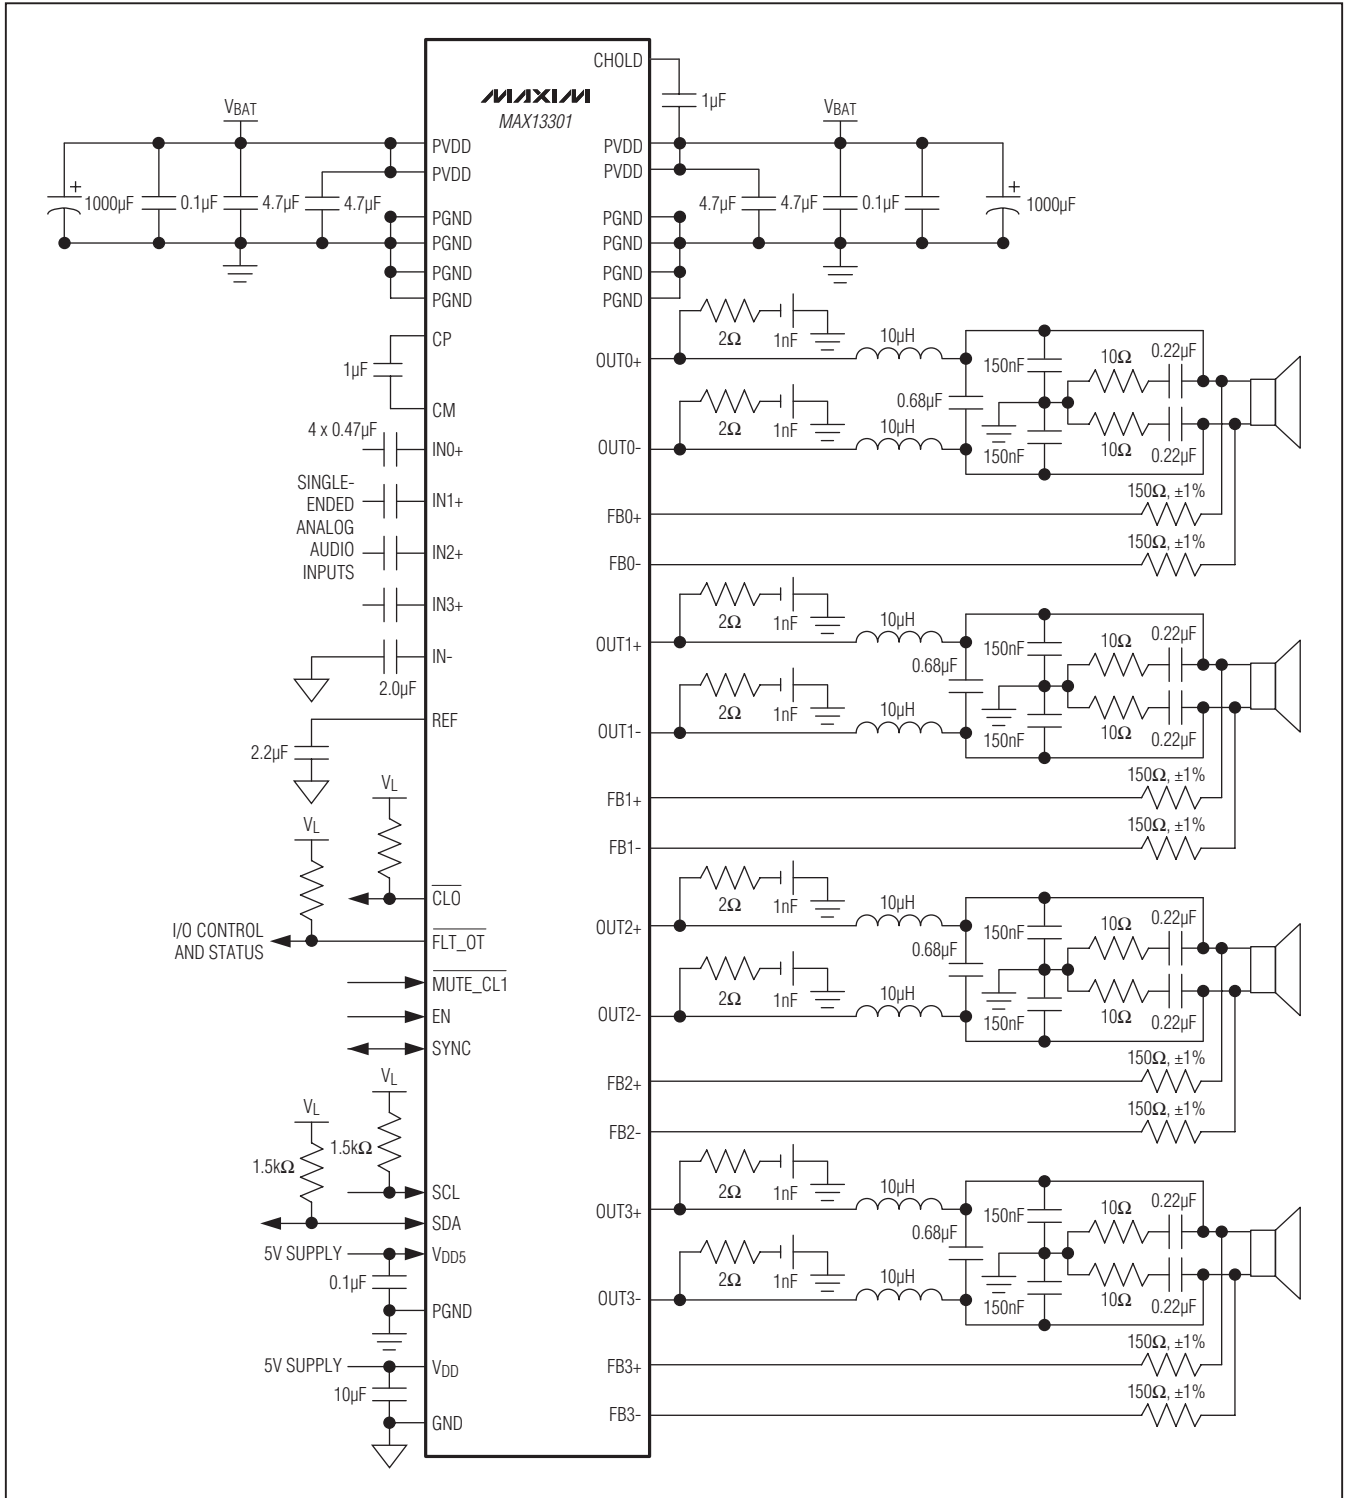 MAXIM
MAX13301
CHOLD
1µF
VBAT
PVDD
PVDD
1000µF
+
0.1µF
4.7µF
4.7µF
PGND
PGND
PGND
PGND
VBAT
PVDD
PVDD
4.7µF
4.7µF
0.1µF
+
1000µF
PGND
PGND
PGND
PGND
CP
1µF
CM
4 x 0.47µF
IN0+
SINGLE-
ENDED
ANALOG
AUDIO
INPUTS
IN1+
IN2+
IN3+
IN-
2.0µF
REF
2.2µF
VL
VL
CLO
I/O CONTROL
AND STATUS
FLT_OT
MUTE_CL1
EN
SYNC
VL
VL
1.5kΩ
1.5kΩ
SCL
SDA
5V SUPPLY
VDD5
0.1µF
PGND
5V SUPPLY
VDD
10µF
GND
2Ω
1nF
OUT0+
10µH
150nF
10Ω
0.22µF
0.68µF
2Ω
1nF
OUT0-
10µH
150nF
10Ω
0.22µF
FB0+
150Ω, ±1%
FB0-
150Ω, ±1%
2Ω
1nF
OUT1+
10µH
150nF
10Ω
0.22µF
0.68µF
2Ω
1nF
OUT1-
10µH
150nF
10Ω
0.22µF
FB1+
150Ω, ±1%
FB1-
150Ω, ±1%
2Ω
1nF
OUT2+
10µH
150nF
10Ω
0.22µF
0.68µF
2Ω
1nF
OUT2-
10µH
150nF
10Ω
0.22µF
FB2+
150Ω, ±1%
FB2-
150Ω, ±1%
2Ω
1nF
OUT3+
10µH
150nF
10Ω
0.22µF
0.68µF
2Ω
1nF
OUT3-
10µH
150nF
10Ω
0.22µF
FB3+
150Ω, ±1%
FB3-
150Ω, ±1%